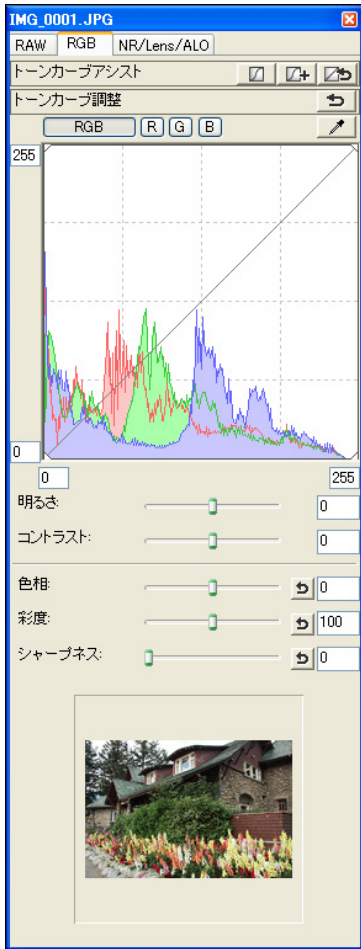 IMG_0001.JPG
RAW RGB NR/Lens/ALO
トーンカーブアシスト
トーンカーブ調整
RGB R G B
255
0
0 255
明るさ: 0
コントラスト: 0
色相: 0
彩度: 100
シャープネス: 0